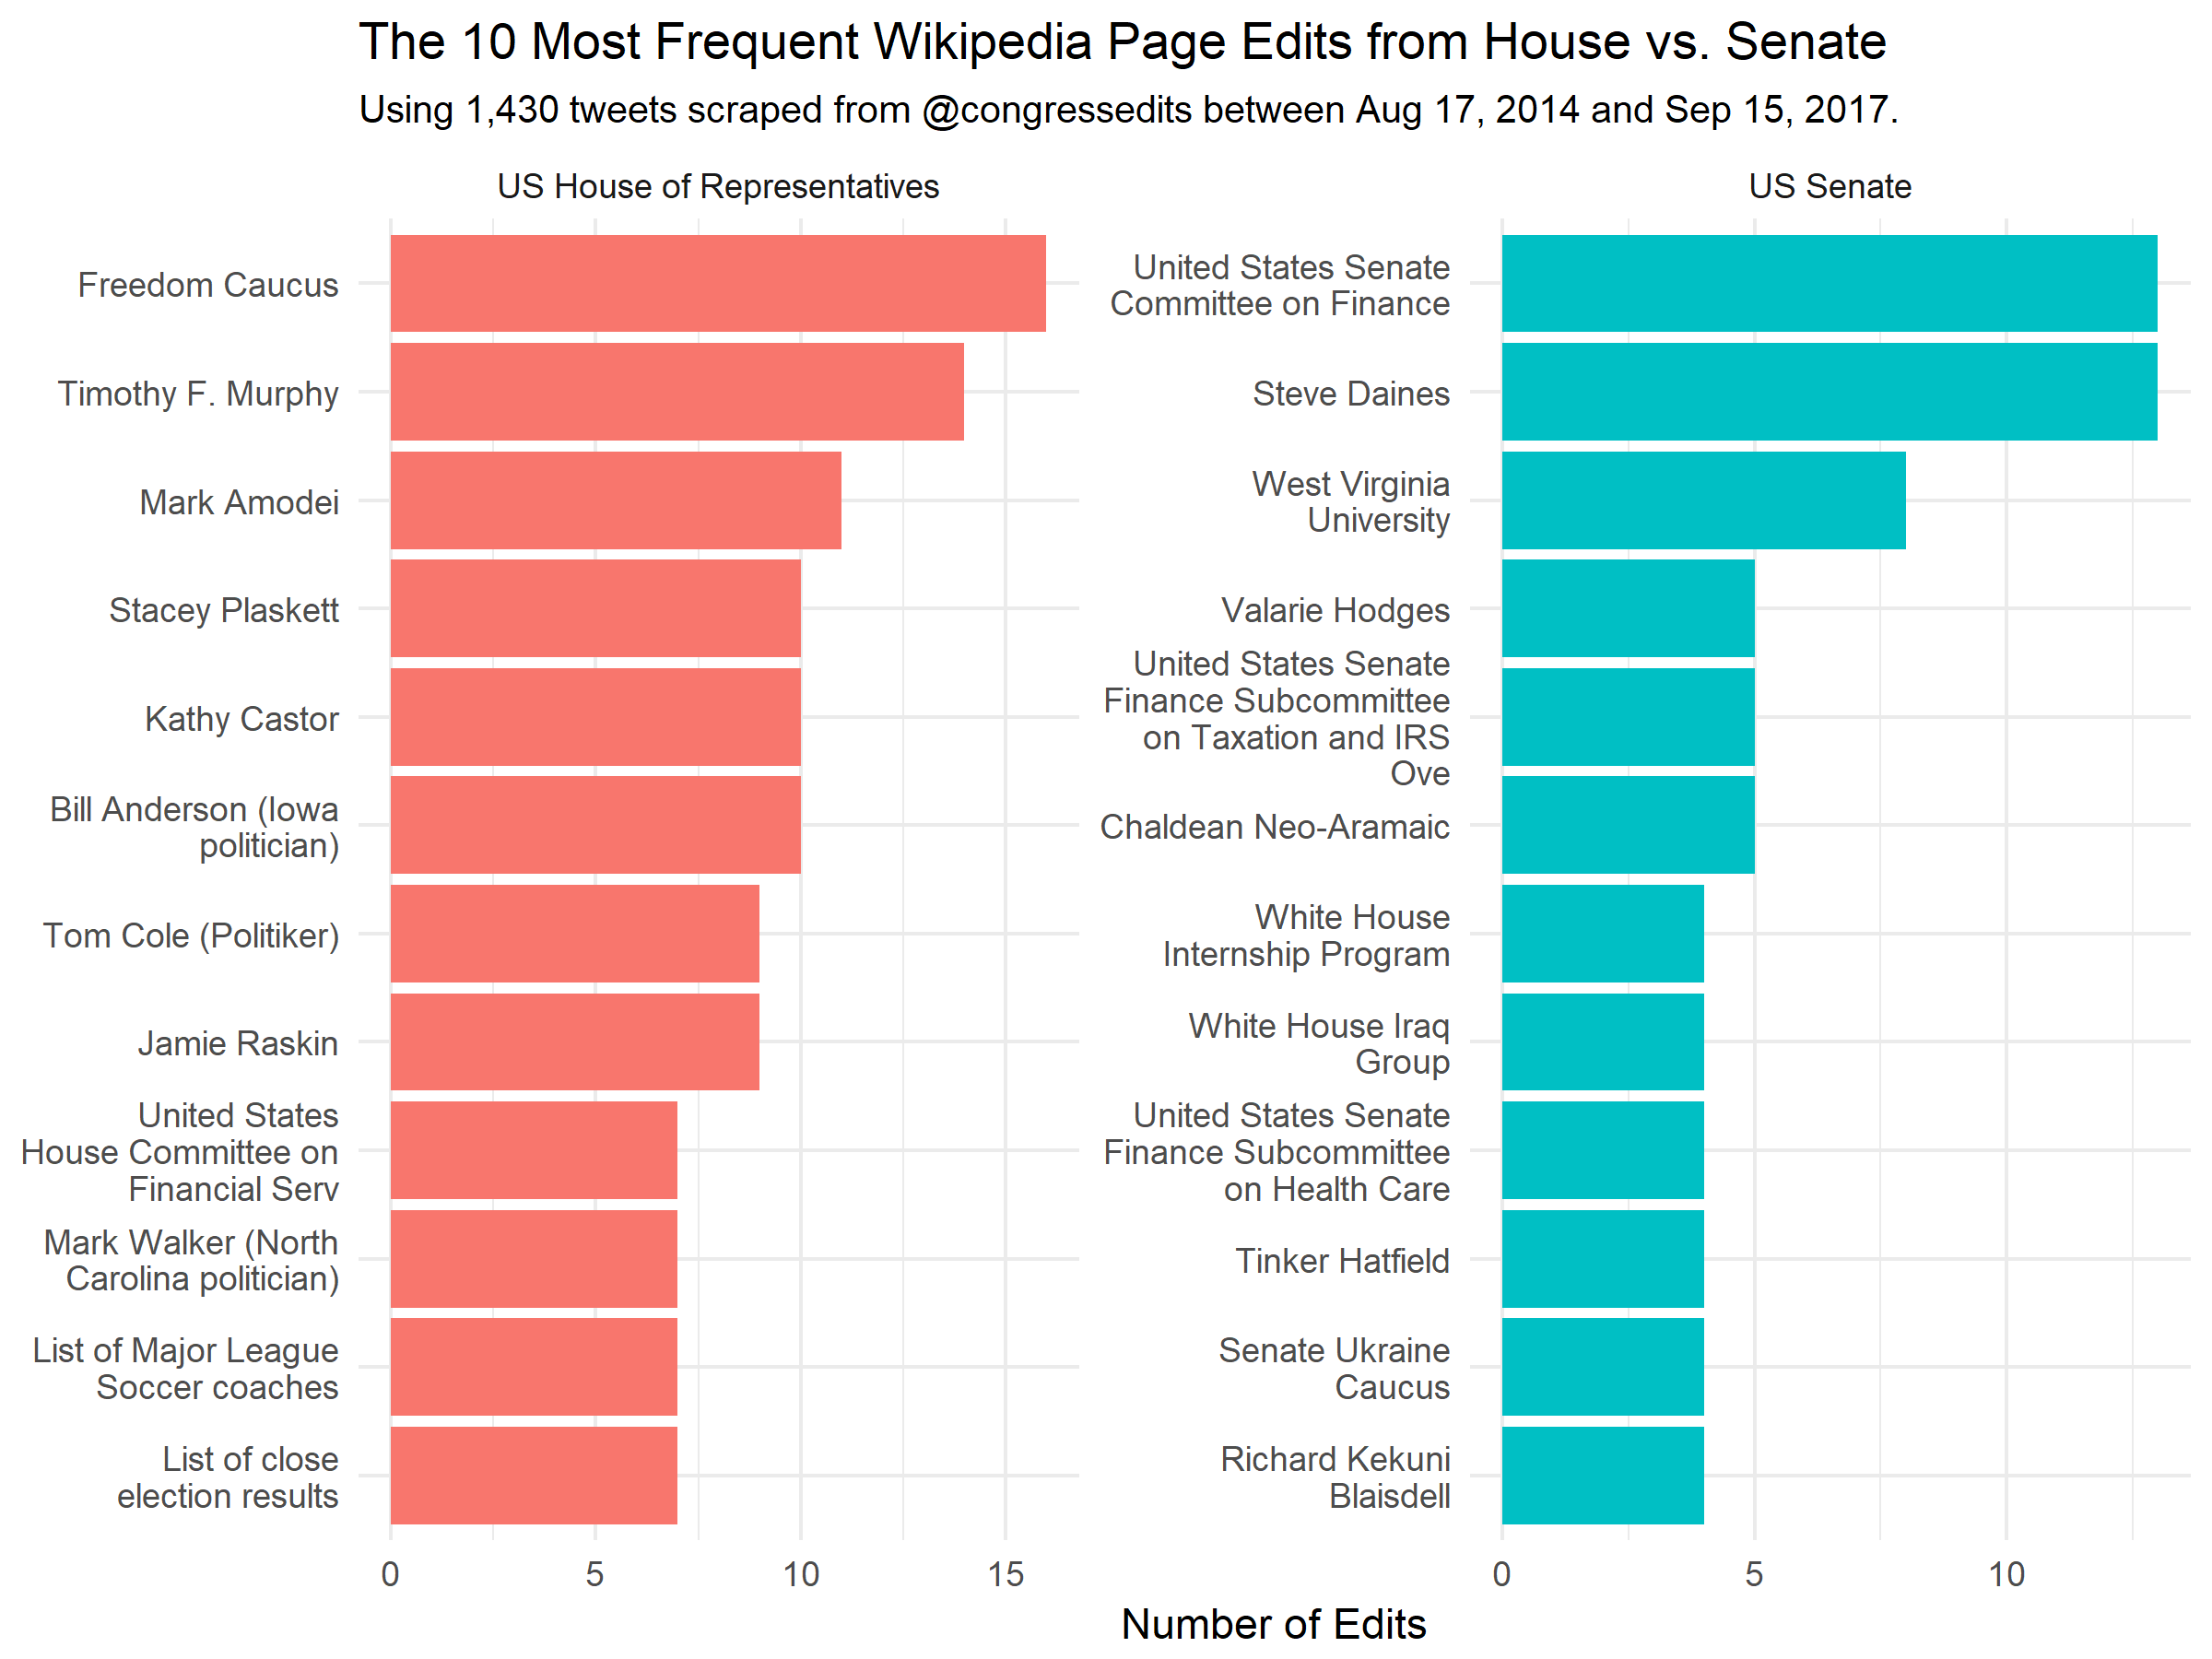 The 10 Most Frequent Wikipedia Page Edits from House vs. Senate
Using 1,430 tweets scraped from @congressedits between Aug 17, 2014 and Sep 15, 2017.
US House of Representatives
Freedom Caucus
Timothy F. Murphy
Mark Amodei
Stacey Plaskett
Kathy Castor
Bill Anderson (Iowa
politician)
Tom Cole (Politiker)
Jamie Raskin
United States
House Committee on
Financial Serv
Mark Walker (North
Carolina politician)
List of Major League
Soccer coaches
List of close
election results
0 5 10 15
US Senate
United States Senate
Committee on Finance
Steve Daines
West Virginia
University
Valarie Hodges
United States Senate
Finance Subcommittee
on Taxation and IRS
Ove
Chaldean Neo-Aramaic
White House
Internship Program
White House Iraq
Group
United States Senate
Finance Subcommittee
on Health Care
Tinker Hatfield
Senate Ukraine
Caucus
Richard Kekuni
Blaisdell
0 5 10
Number of Edits